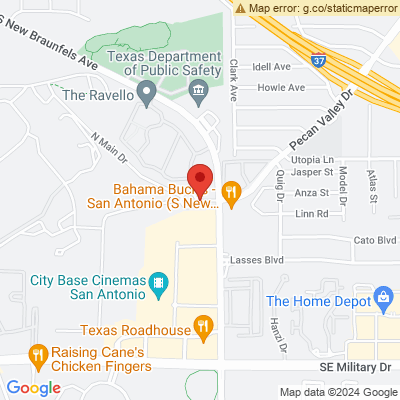 Map error: g.co/staticmaperror
S New Braunfels Ave
Texas Department
of Public Safety
37
Idell Ave
Clark Ave
Howle Ave
The Ravello
Pecan Valley Dr
N Main Dr
Utopia Ln
Jasper St
Quig Dr
Model Dr
Atlas St
Bahama Bucks -
San Antonio (S New...
Anza St
Linn Rd
Cato Blvd
Lasses Blvd
City Base Cinemas
San Antonio
The Home Depot
Texas Roadhouse
Hanzi Dr
Raising Cane's
Chicken Fingers
SE Military Dr
Google
Map data ©2024 Google